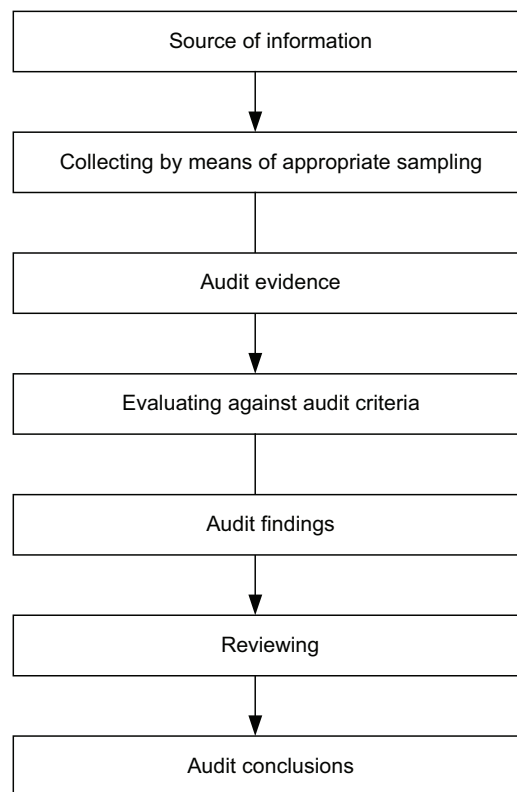 Source of information
Collecting by means of appropriate sampling
Audit evidence
Evaluating against audit criteria
Audit findings
Reviewing
Audit conclusions